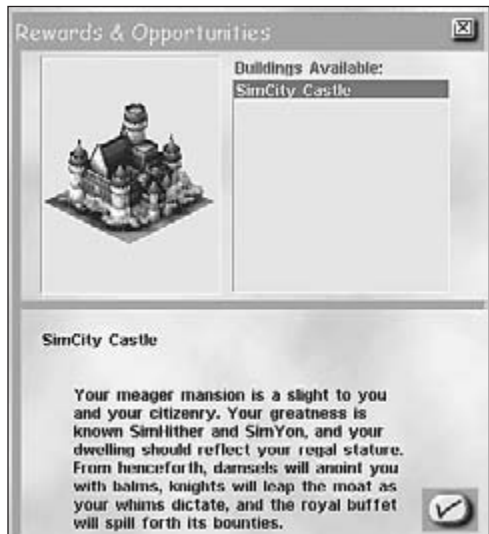 Rewards & Opportunities
Buildings Available:
SimCity Castle
SimCity Castle
Your meager mansion is a slight to you
and your citizenry. Your greatness is
known SimHither and SimYon, and your
dwelling should reflect your regal stature.
From henceforth, damsels will anoint you
with balms, knights will leap the moat as
your whims dictate, and the royal buffet
will spill forth its bounties.